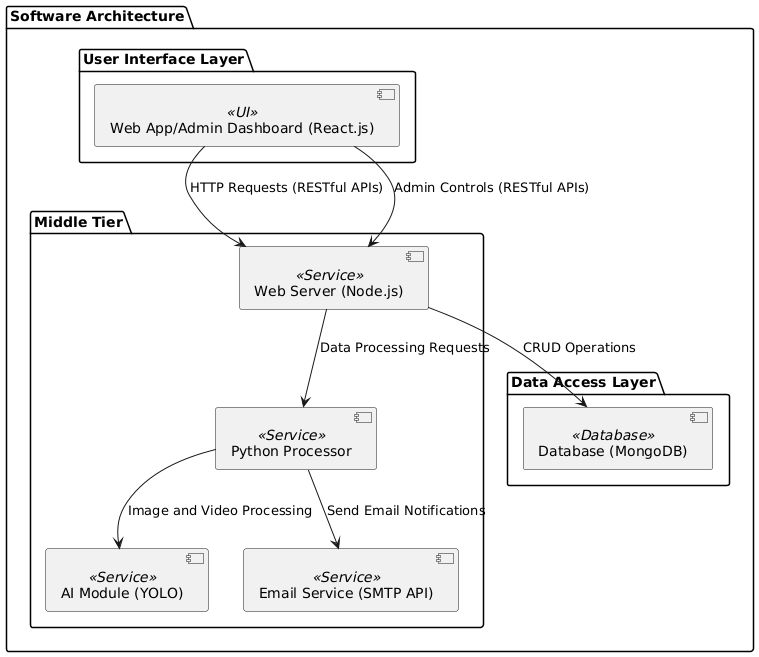 Software Architecture
User Interface Layer
«UI»
Web App/Admin Dashboard (React.js)
HTTP Requests (RESTful APIs)
Admin Controls (RESTful APIs)
Middle Tier
«Service»
Web Server (Node.js)
Data Processing Requests
CRUD Operations
Data Access Layer
«Service»
Python Processor
«Database»
Database (MongoDB)
Image and Video Processing
Send Email Notifications
«Service»
AI Module (YOLO)
«Service»
Email Service (SMTP API)